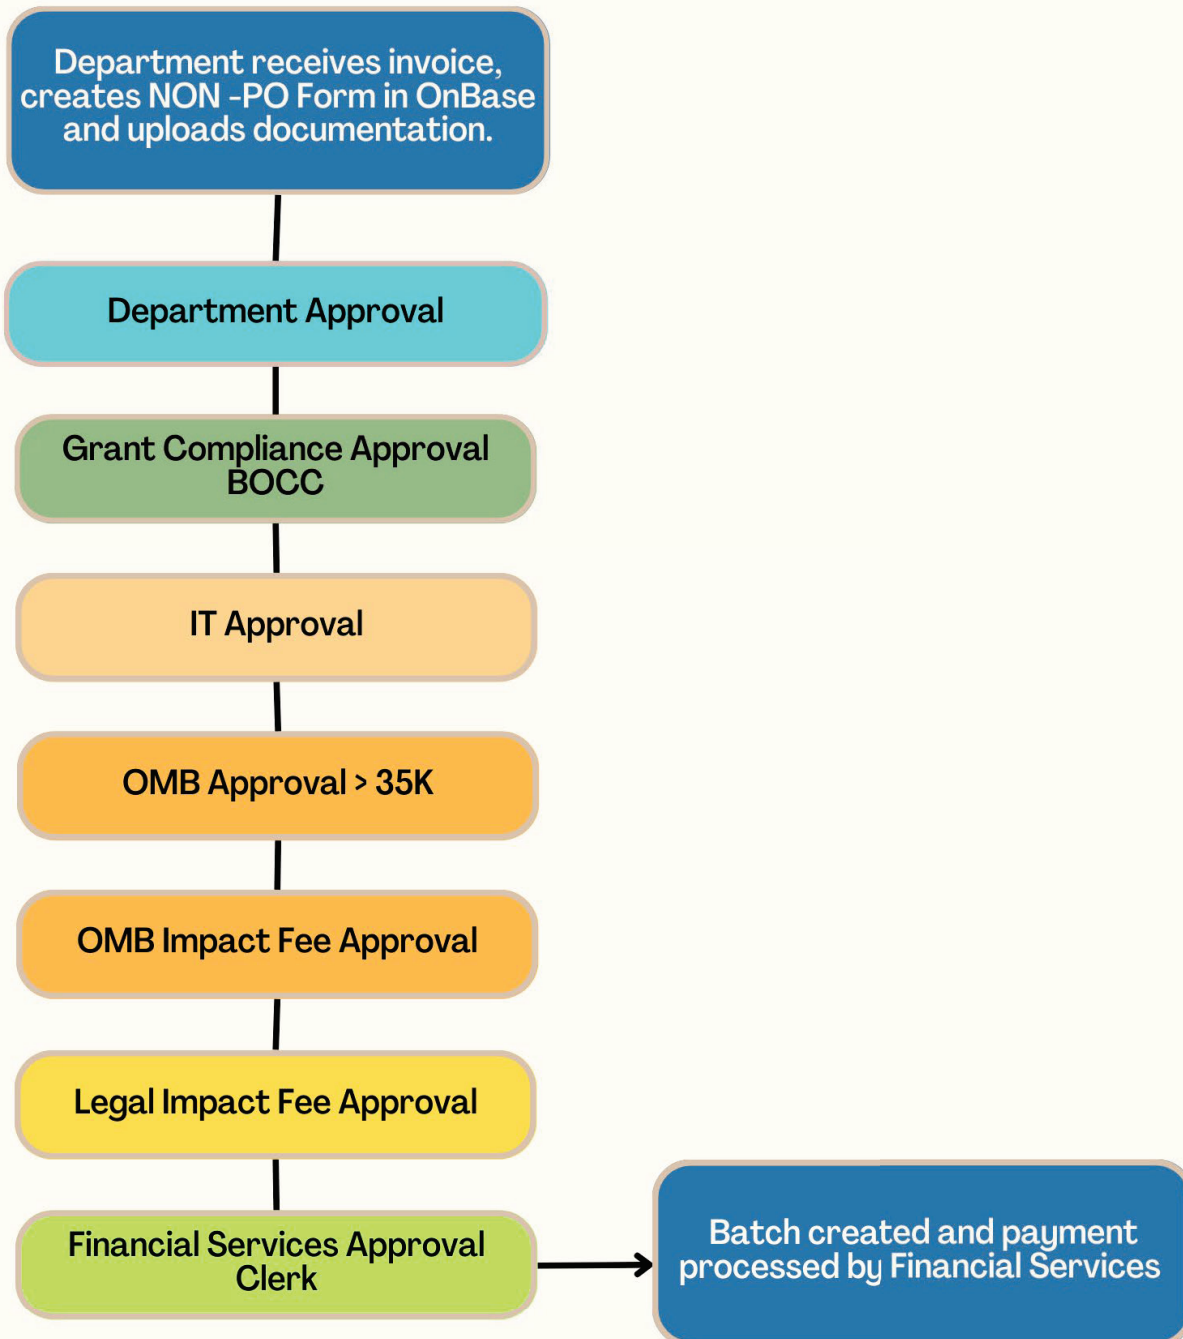 Department receives invoice,
creates NON -PO Form in OnBase
and uploads documentation.
Department Approval
Grant Compliance Approval
BOCC
IT Approval
OMB Approval > 35K
OMB Impact Fee Approval
Legal Impact Fee Approval
Financial Services Approval
Clerk
Batch created and payment
processed by Financial Services